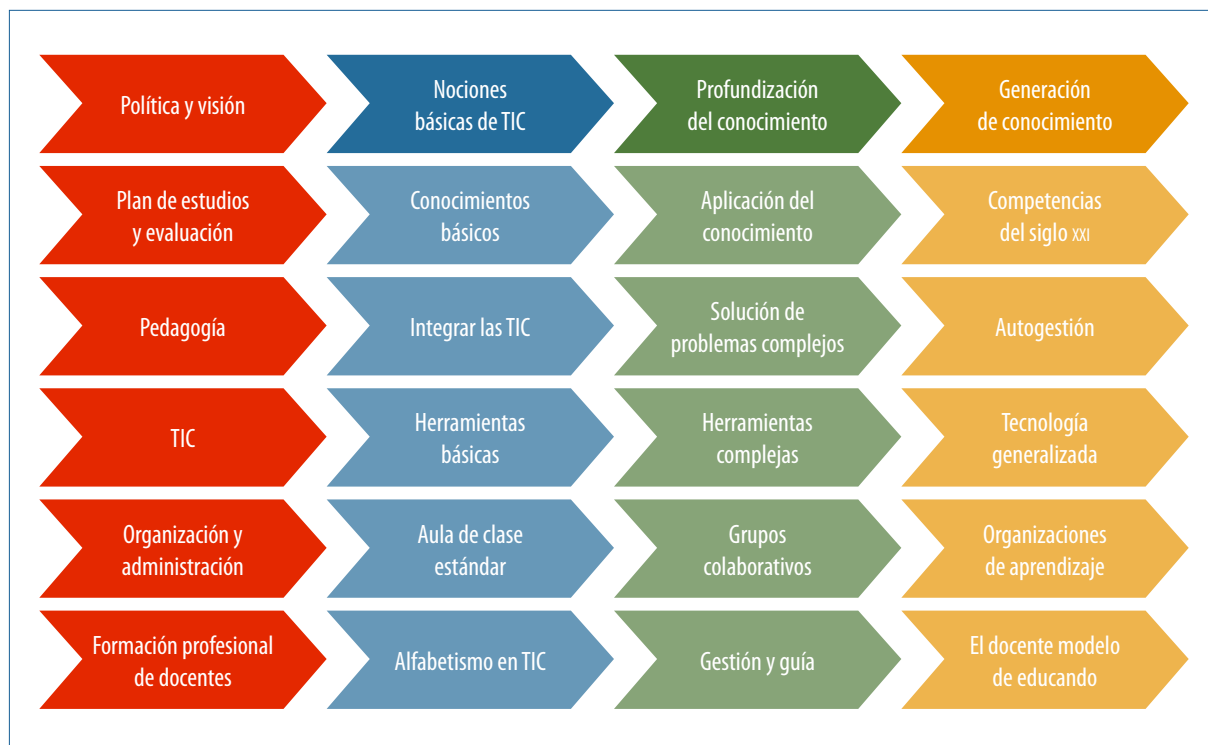 Política y visión
Nociones
básicas de TIC
Profundización
del conocimiento
Generación
de conocimiento
Plan de estudios
y evaluación
Conocimientos
básicos
Aplicación del
conocimiento
Competencias
del siglo XXI
Pedagogía
Integrar las TIC
Solución de
problemas complejos
Autogestión
TIC
Herramientas
básicas
Herramientas
complejas
Tecnología
generalizada
Organización y
administración
Aula de clase
estándar
Grupos
colaborativos
Organizaciones
de aprendizaje
Formación profesional
de docentes
Alfabetismo en TIC
Gestión y guía
El docente modelo
de educando